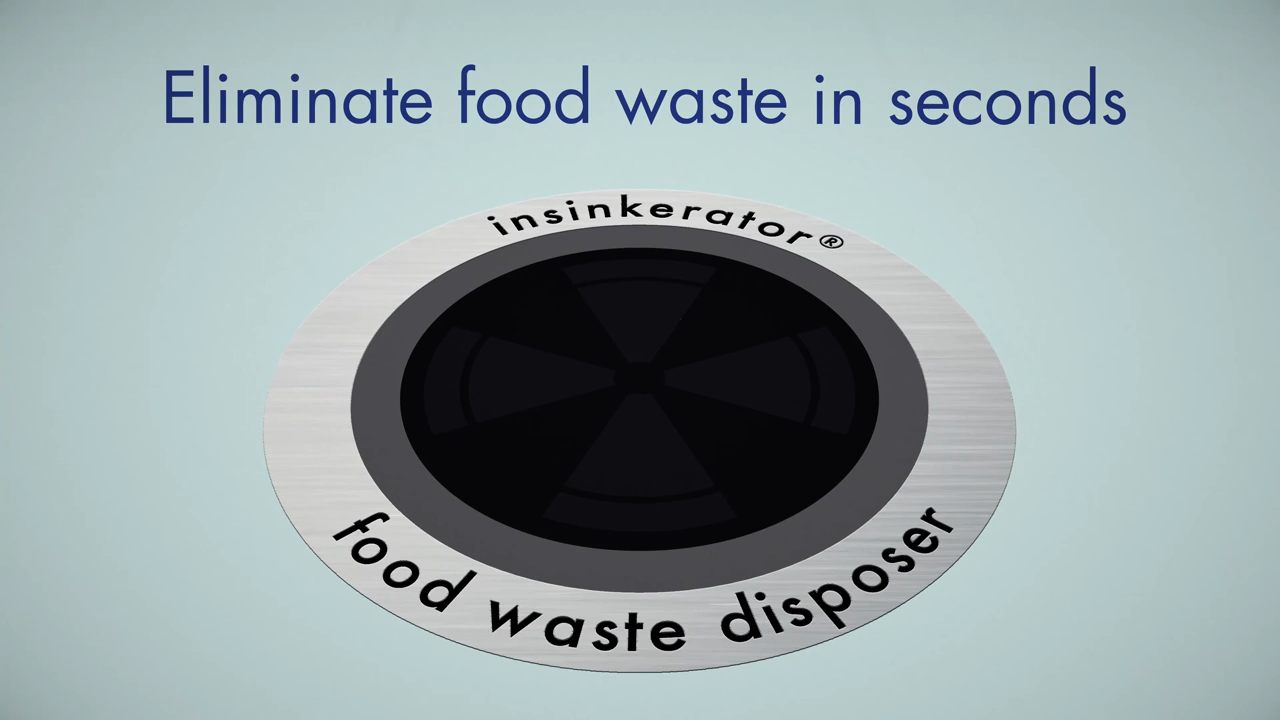 Eliminate food waste in seconds
insinkerator®
food waste disposer